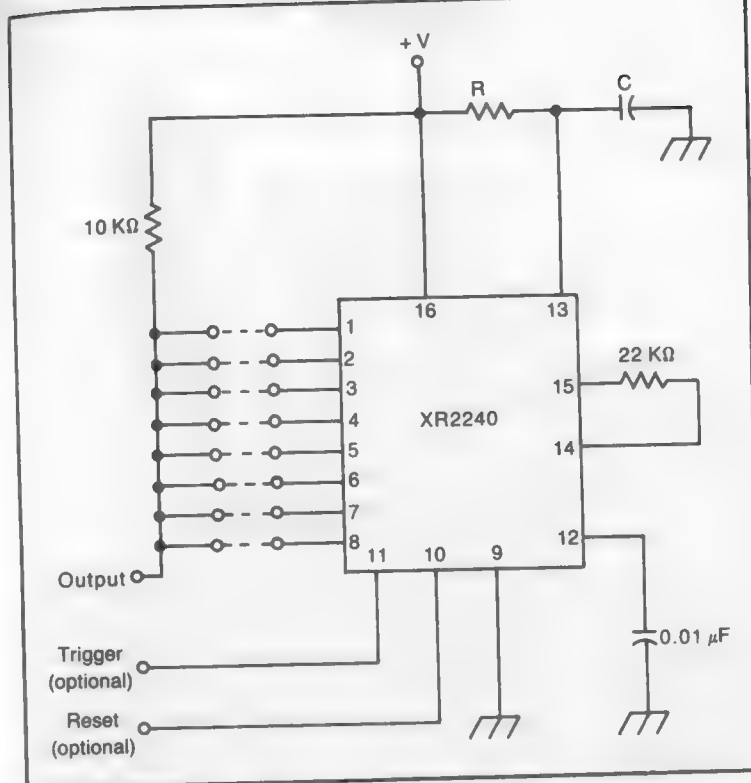 + V
R
C
10 KΩ
16
13
1
2
3
4
5
6
7
8
XR2240
15
22 KΩ
14
12
11
10
9
Output
0.01 µF
Trigger
(optional)
Reset
(optional)